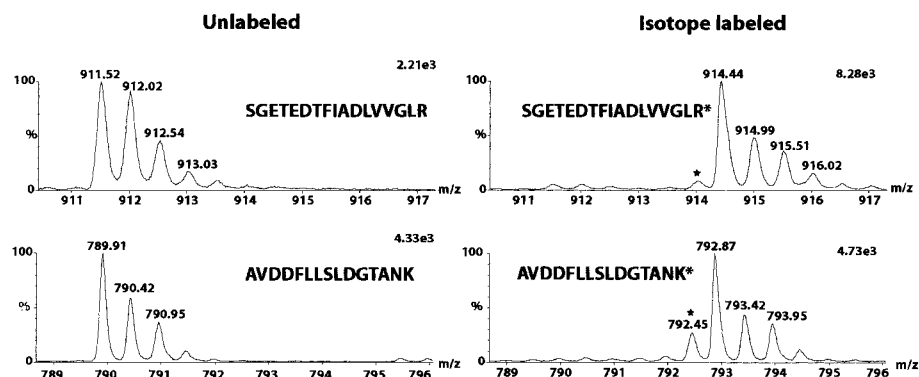 Unlabeled
Isotope labeled
2.21e3
100
%
0
911.52
912.02
912.54
913.03
SGETEDTFIADLVVGLR
911 912 913 914 915 916 917 m/z
8.28e3
100
%
0
914.44
914.99
915.51
916.02
SGETEDTFIADLVVGLR*
★
911 912 913 914 915 916 917 m/z
4.33e3
100
%
0
789.91
790.42
790.95
AVDDFLLSLDGTANK
789 790 791 792 793 794 795 796 m/z
4.73e3
100
%
0
792.87
★
792.45
793.42
793.95
AVDDFLLSLDGTANK*
789 790 791 792 793 794 795 796 m/z